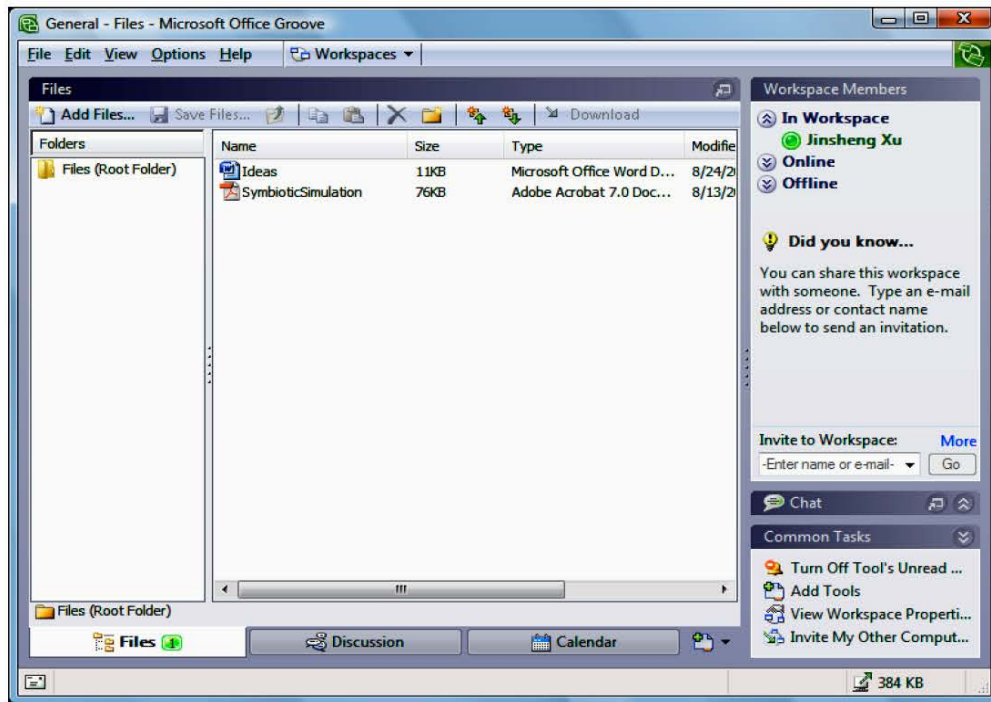 General - Files - Microsoft Office Groove
File Edit View Options Help Workspaces
Files
Add Files... Save Files... Download
Folders
Files (Root Folder)
Name Size Type Modifie
Ideas 11KB Microsoft Office Word D... 8/24/2
SymbioticSimulation 76KB Adobe Acrobat 7.0 Doc... 8/13/2
Files (Root Folder)
Files Discussion Calendar
Workspace Members
In Workspace
Jinsheng Xu
Online
Offline
Did you know...
You can share this workspace
with someone. Type an e-mail
address or contact name
below to send an invitation.
Invite to Workspace: More
-Enter name or e-mail- Go
Chat
Common Tasks
Turn Off Tool's Unread ...
Add Tools
View Workspace Properti...
Invite My Other Comput...
384 KB